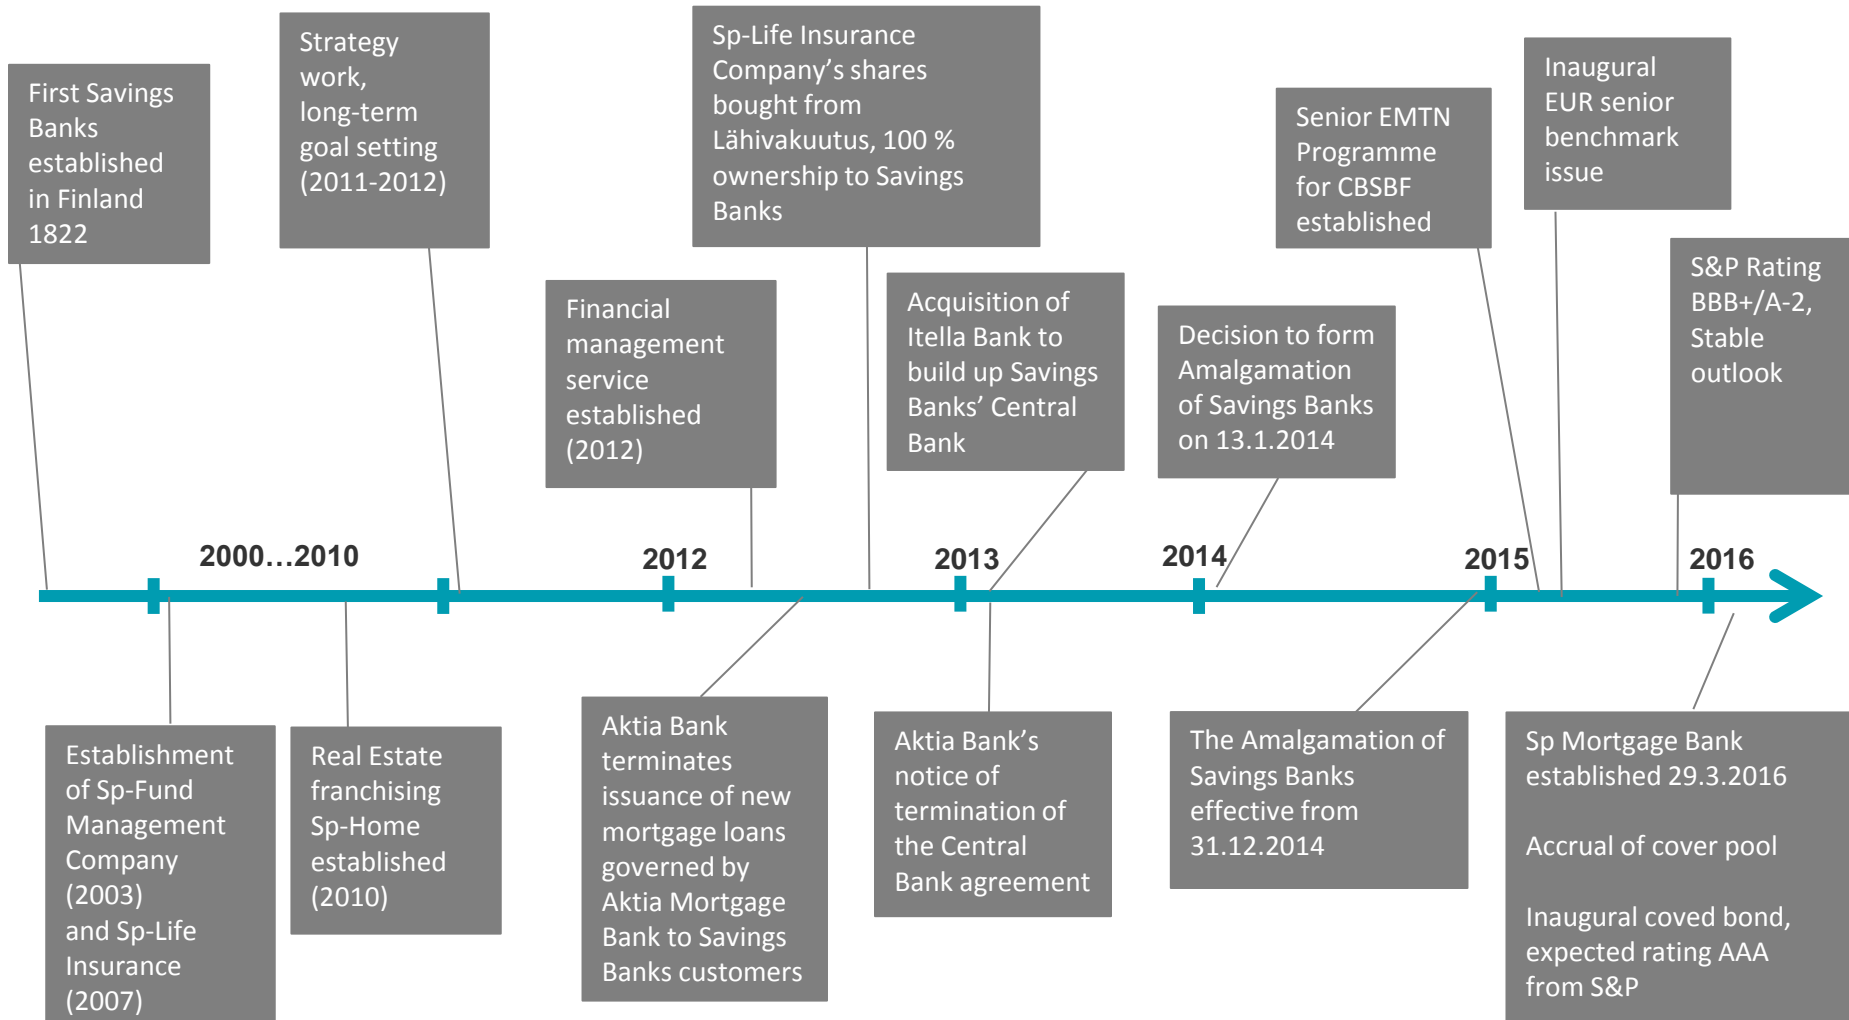 First Savings
Banks
established
in Finland
1822
Strategy
work,
long-term
goal setting
(2011-2012)
Financial
management
service
established
(2012)
Sp-Life Insurance
Company’s shares
bought from
Lähivakuutus, 100 %
ownership to Savings
Banks
Acquisition of
Itella Bank to
build up Savings
Banks’ Central
Bank
Decision to form
Amalgamation
of Savings Banks
on 13.1.2014
Senior EMTN
Programme
for CBSBF
established
Inaugural
EUR senior
benchmark
issue
S&P Rating
BBB+/A-2,
Stable
outlook
2000…2010
2012
2013
2014
2015
2016
Establishment
of Sp-Fund
Management
Company
(2003)
and Sp-Life
Insurance
(2007)
Real Estate
franchising
Sp-Home
established
(2010)
Aktia Bank
terminates
issuance of new
mortgage loans
governed by
Aktia Mortgage
Bank to Savings
Banks customers
Aktia Bank’s
notice of
termination of
the Central
Bank agreement
The Amalgamation of
Savings Banks
effective from
31.12.2014
Sp Mortgage Bank
established 29.3.2016
Accrual of cover pool
Inaugural coved bond,
expected rating AAA
from S&P